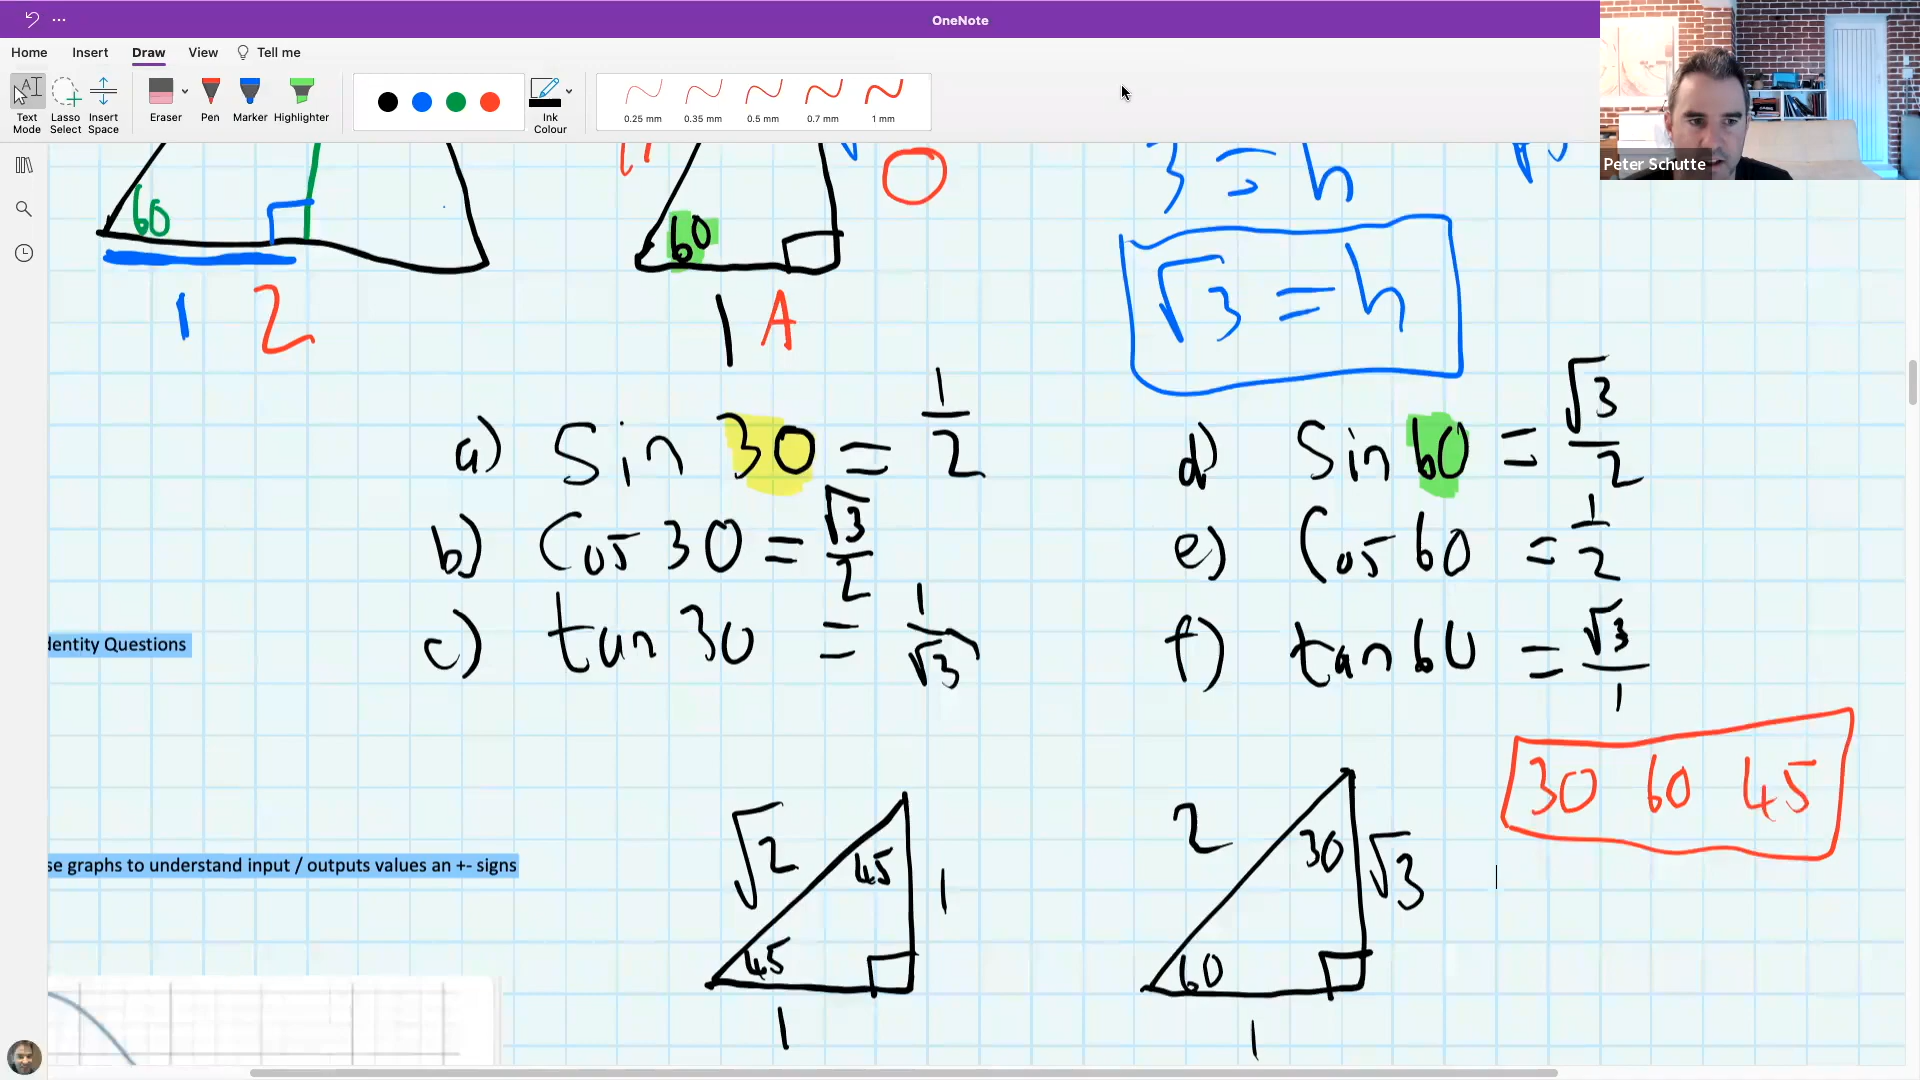 OneNote
Home Insert Draw View Tell me
Text Mode
Lasso Select
Insert Space
Eraser
Pen
Marker
Highlighter
Ink Colour
0.25 mm
0.35 mm
0.5 mm
0.7 mm
1 mm
Peter Schutte
60
1 2
60
1 A
O
3 = h
√3 = h
a) Sin 30 = 1/2
b) Cos 30 = √3/2
c) tan 30 = 1/√3
d) Sin 60 = √3/2
e) Cos 60 = 1/2
f) tan 60 = √3/1
dentity Questions
30 60 45
se graphs to understand input / outputs values an +- signs
√2 45 1
45
1
2 30 √3
60
1